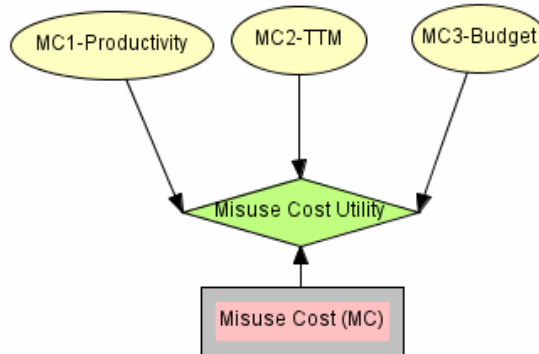 MC1-Productivity
MC2-TTM
MC3-Budget
Misuse Cost Utility
Misuse Cost (MC)